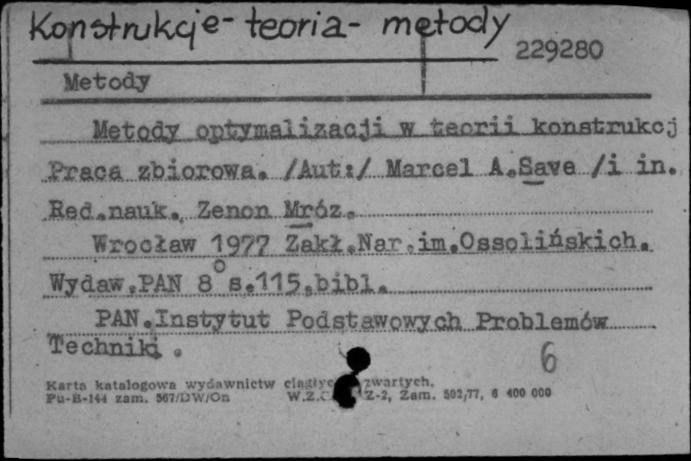 Konstrukcje - teoria - metody
229280
Metody
Metody optymalizacji w teorii konstrukcj
Praca zbiorowa. /Aut:/ Marcel A.Save /i in.
Red.nauk. Zenon Mróz.
Wrocław 1977 Zakł.Nar.im.Ossolińskich.
Wydaw.PAN 8° s.115,bibl.
PAN.Instytut Podstawowych Problemów
Techniki.
6
Karta katalogowa wydawnictw zwartych.
Pu-B-144 zam. 567/DW/On W.Z. Z-2, Zam. 592/77, 6 400 000